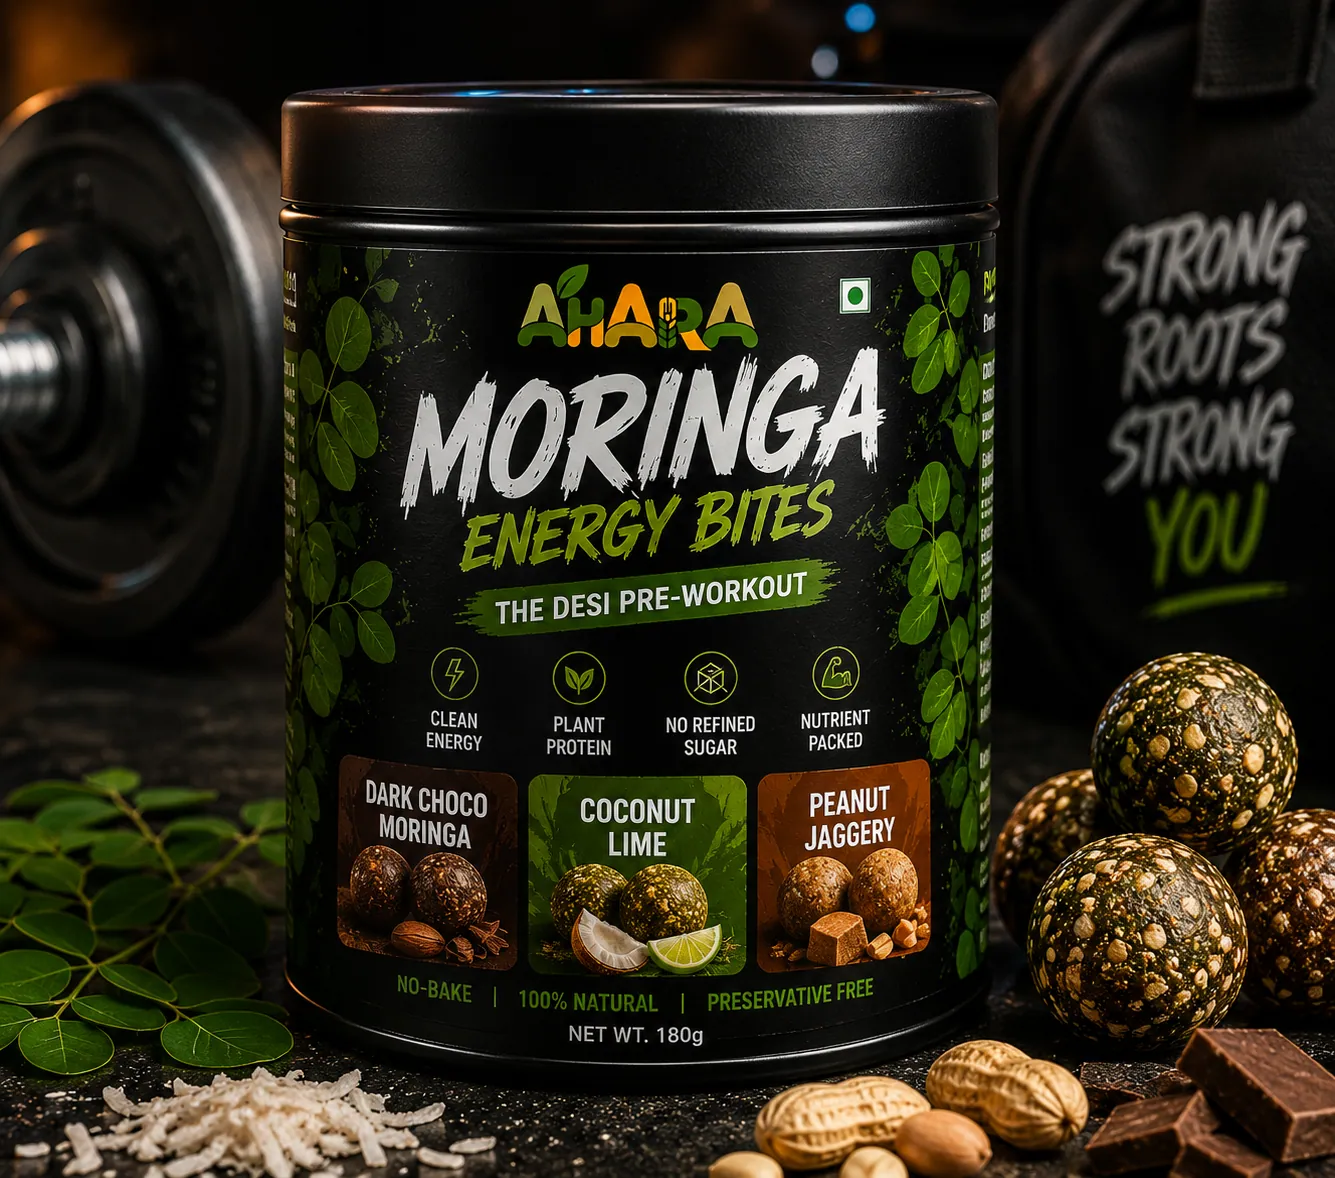 AHARA
MORINGA
ENERGY BITES
THE DESI PRE-WORKOUT
CLEAN
ENERGY
PLANT
PROTEIN
NO REFINED
SUGAR
NUTRIENT
PACKED
DARK CHOCO
MORINGA
COCONUT
LIME
PEANUT
JAGGERY
NO-BAKE | 100% NATURAL | PRESERVATIVE FREE
NET WT. 180g
STRONG
ROOTS
STRONG
YOU